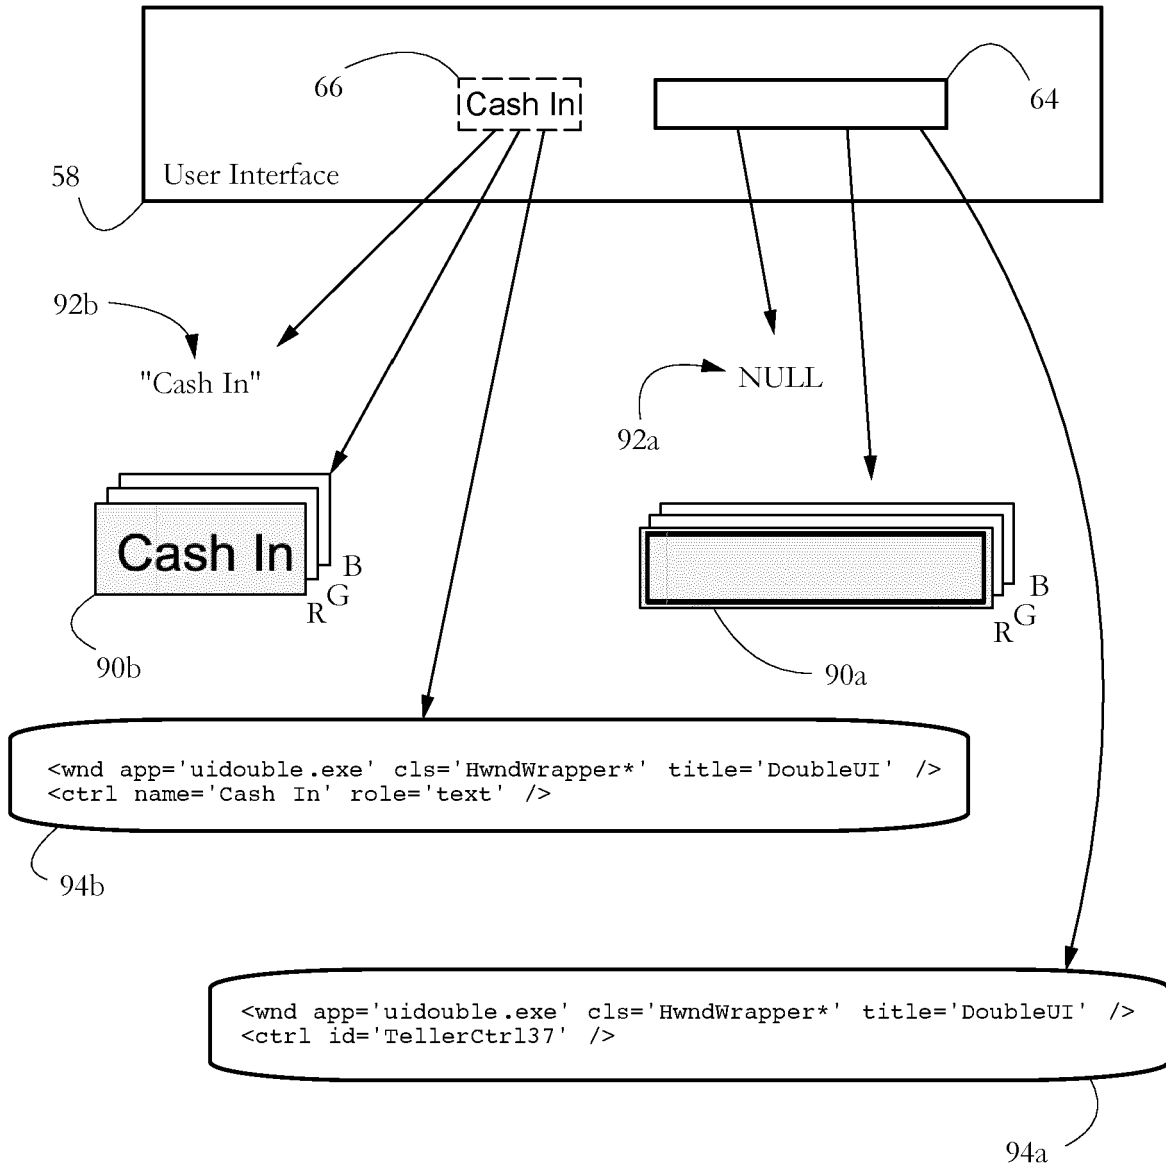 66
Cash In
64
58
User Interface
92b
"Cash In"
NULL
92a
Cash In
B
G
R
90b
B
G
R
90a
<wnd app='uidouble.exe' cls='HwndWrapper*' title='DoubleUI' />
<ctrl name='Cash In' role='text' />
94b
<wnd app='uidouble.exe' cls='HwndWrapper*' title='DoubleUI' />
<ctrl id='TellerCtrl37' />
94a